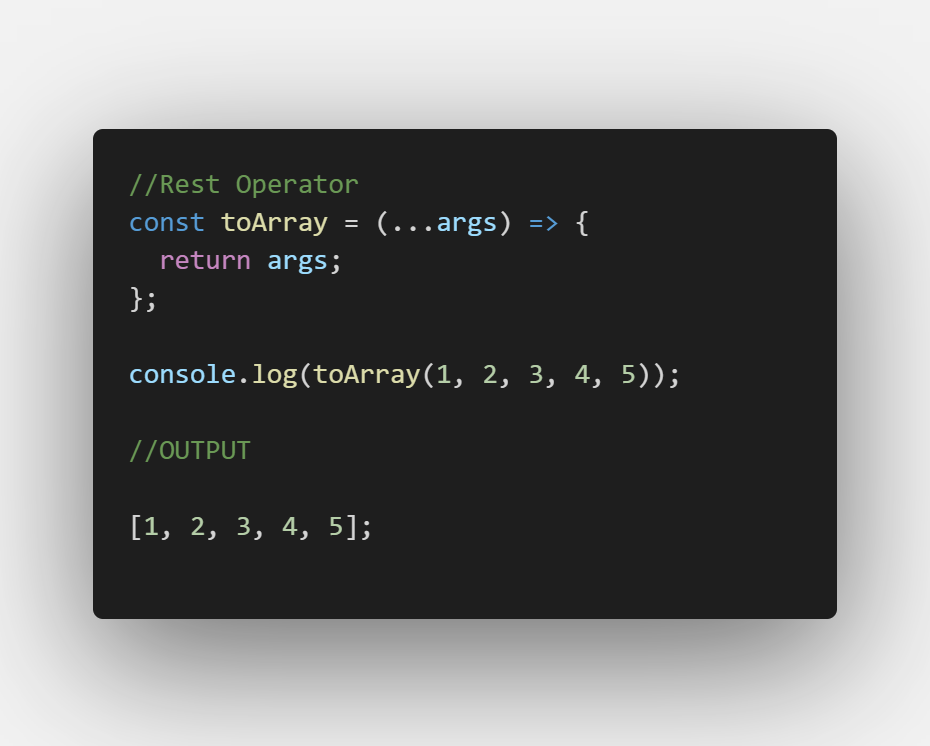 //Rest Operator
const toArray = (...args) => {
  return args;
};
console.log(toArray(1, 2, 3, 4, 5));
//OUTPUT
[1, 2, 3, 4, 5];